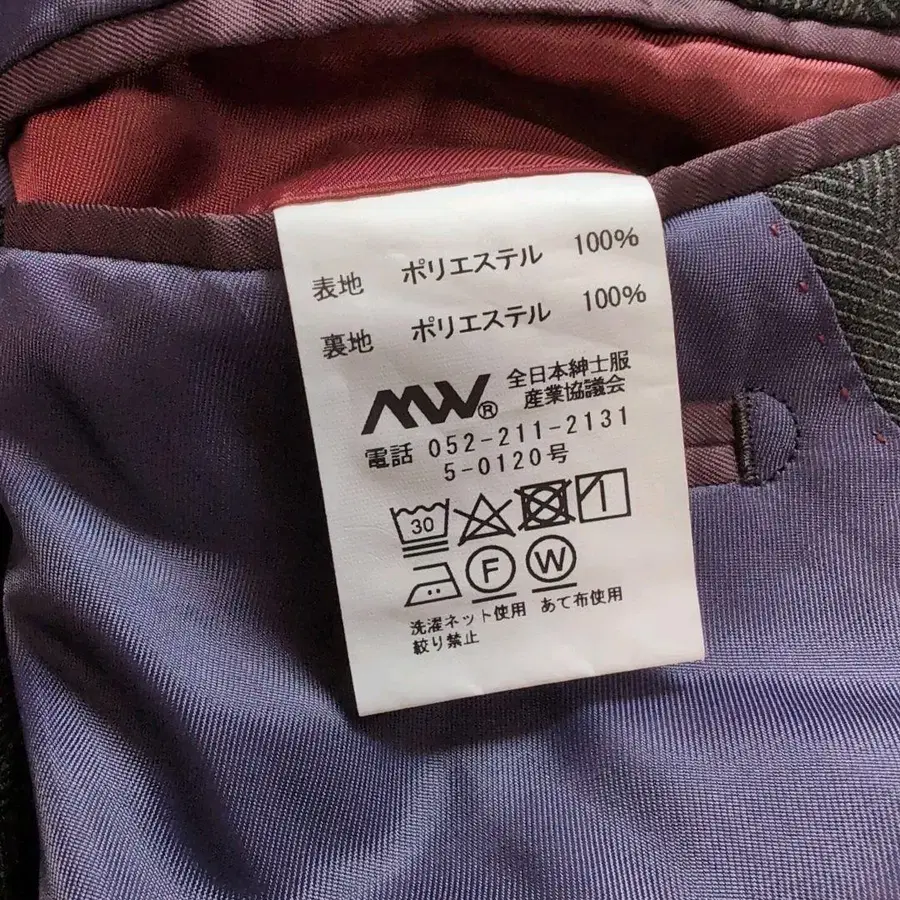 表地 ポリエステル 100%
裏地 ポリエステル 100%
MW® 全日本紳士服
産業協議会
電話 052-211-2131
5-0120号
30
F W
洗濯ネット使用 あて布使用
絞り禁止